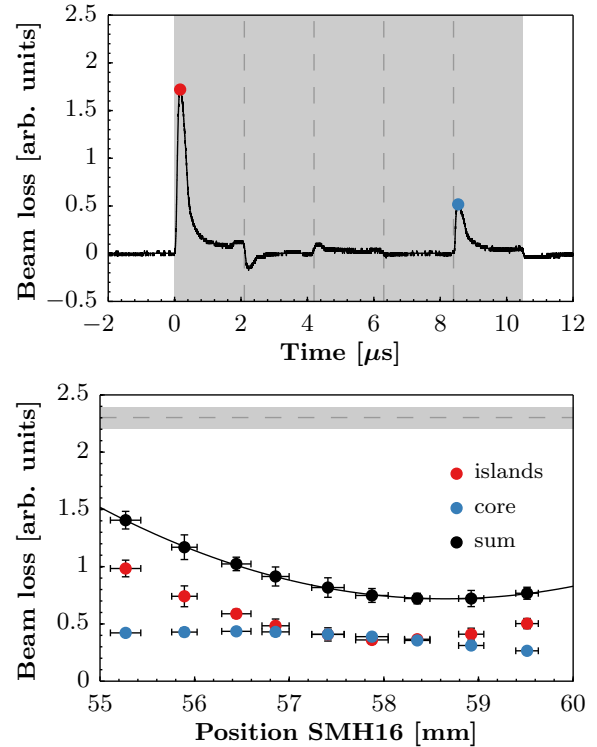 2.5
2
1.5
1
0.5
0
−0.5
Beam loss [arb. units]
−2 0 2 4 6 8 10 12
Time [μs]
2.5
2
1.5
1
0.5
0
Beam loss [arb. units]
islands
core
sum
55 56 57 58 59 60
Position SMH16 [mm]